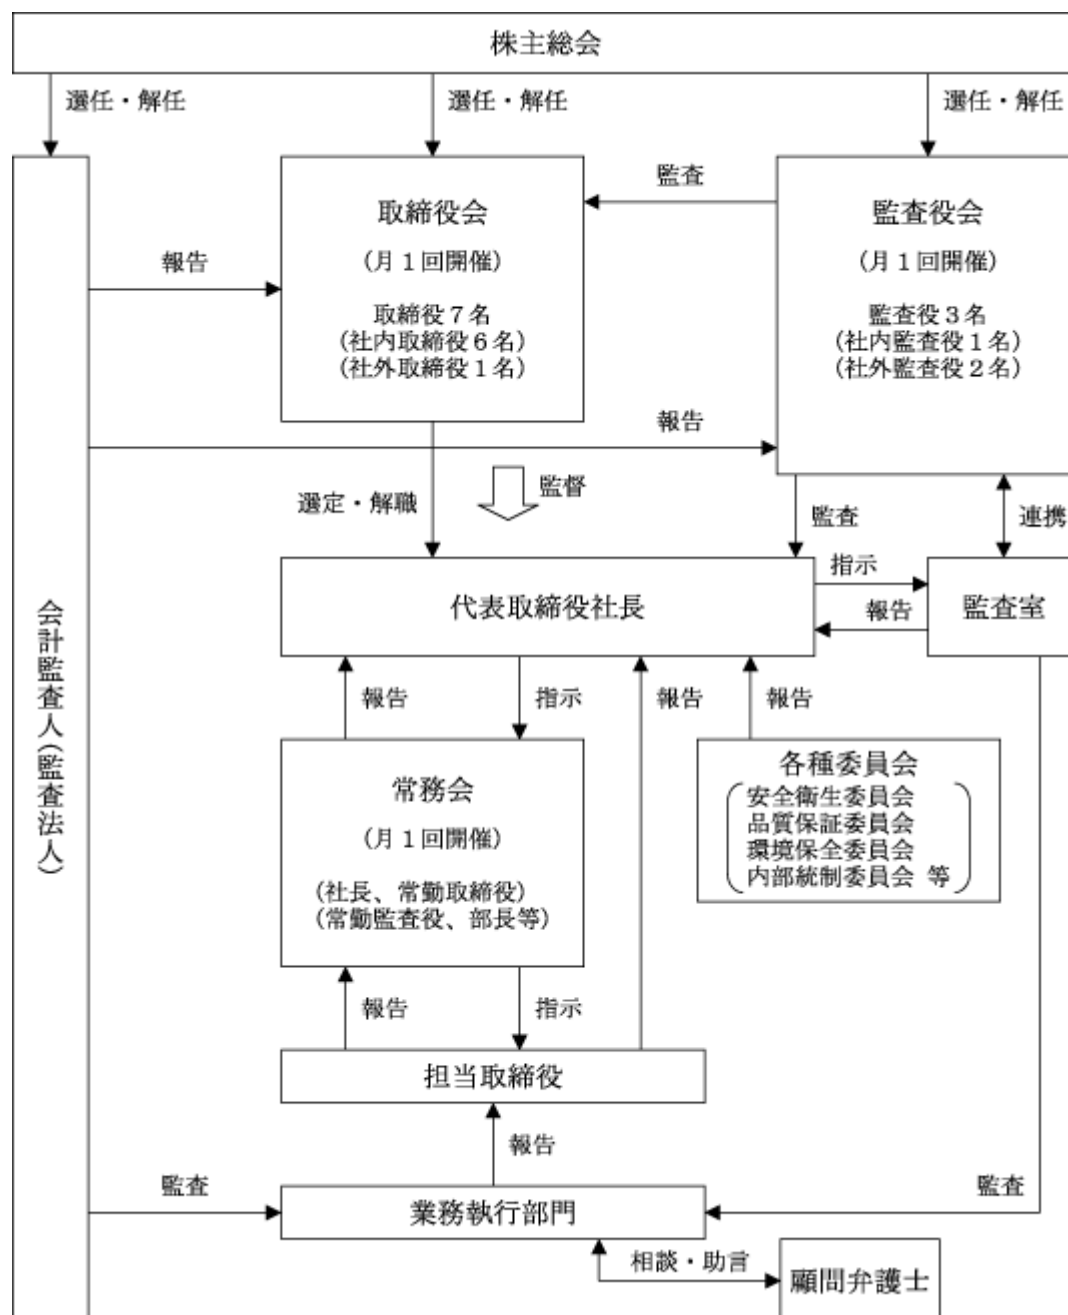 株主総会
選任・解任
選任・解任
選任・解任
取締役会
(月1回開催)
取締役7名
(社内取締役6名)
(社外取締役1名)
監査
監査役会
(月1回開催)
監査役3名
(社内監査役1名)
(社外監査役2名)
報告
報告
選定・解職
監督
監査
連携
代表取締役社長
指示
報告
監査室
会計監査人(監査法人)
報告
指示
報告
報告
常務会
(月1回開催)
(社長、常勤取締役)
(常勤監査役、部長等)
各種委員会
安全衛生委員会
品質保証委員会
環境保全委員会
内部統制委員会 等
報告
指示
担当取締役
報告
監査
業務執行部門
監査
相談・助言
顧問弁護士